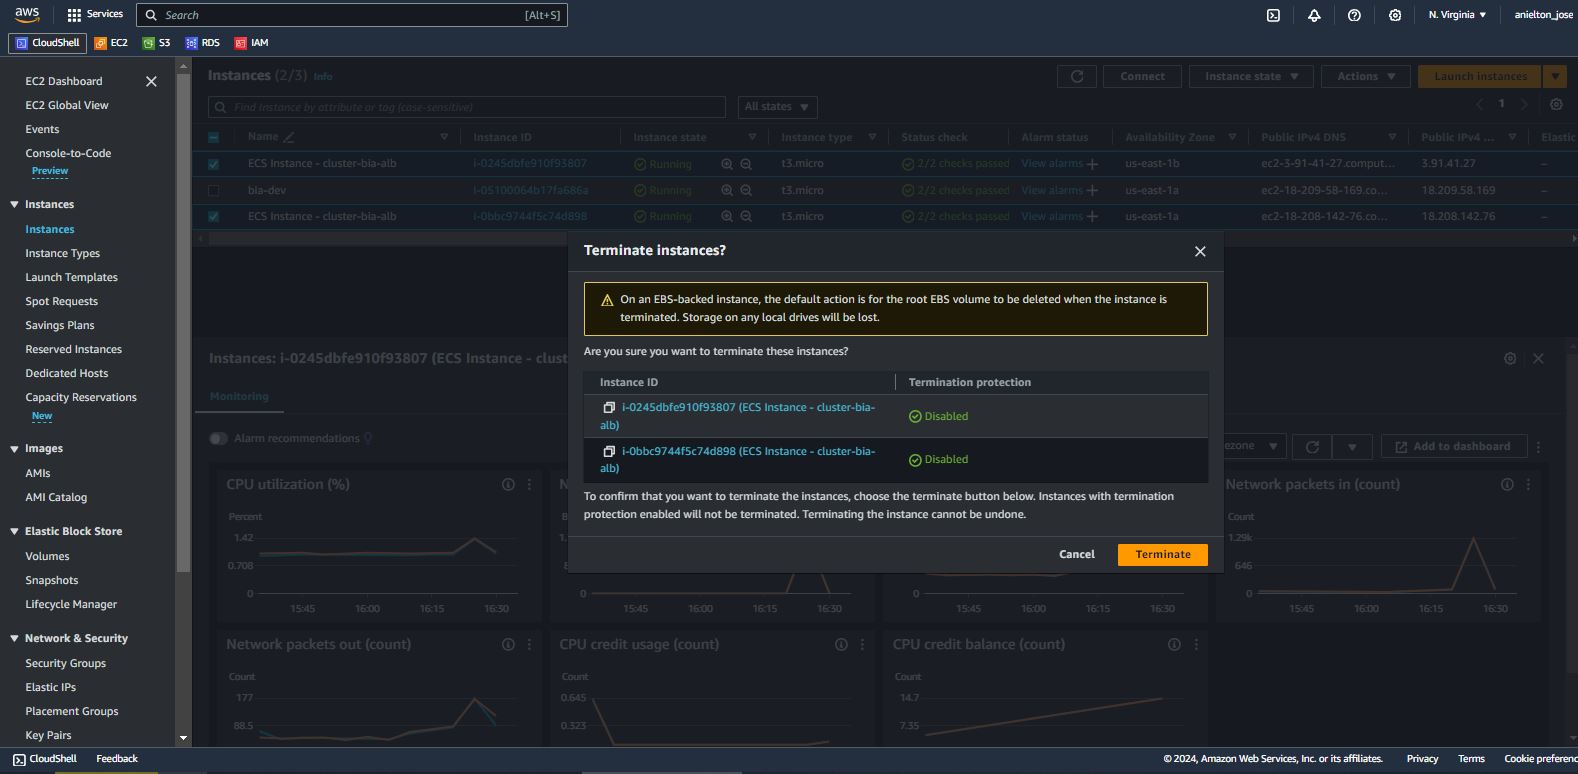 aws
Services
Search
[Alt+S]
N. Virginia
anielton_jose
CloudShell
EC2
S3
RDS
IAM
EC2 Dashboard
EC2 Global View
Events
Console-to-Code
Preview
Instances
Instances
Instance Types
Launch Templates
Spot Requests
Savings Plans
Reserved Instances
Dedicated Hosts
Capacity Reservations
New
Images
AMIs
AMI Catalog
Elastic Block Store
Volumes
Snapshots
Lifecycle Manager
Network & Security
Security Groups
Elastic IPs
Placement Groups
Key Pairs
Instances (2/3) Info
Connect
Instance state
Actions
Launch instances
Find Instance by attribute or tag (case-sensitive)
All states
1
Name Instance ID Instance state Instance type Status check Alarm status Availability Zone Public IPv4 DNS Public IPv4 ... Elastic
ECS Instance - cluster-bia-alb i-0245dbfe910f93807 Running t3.micro 2/2 checks passed View alarms us-east-1b ec2-3-91-41-27.comput... 3.91.41.27 –
bia-dev i-05100064b17fa686a Running t3.micro 2/2 checks passed View alarms us-east-1a ec2-18-209-58-169.co... 18.209.58.169 –
ECS Instance - cluster-bia-alb i-0bbc9744f5c74d898 Running t3.micro 2/2 checks passed View alarms us-east-1a ec2-18-208-142-76.co... 18.208.142.76 –
Terminate instances?
On an EBS-backed instance, the default action is for the root EBS volume to be deleted when the instance is
terminated. Storage on any local drives will be lost.
Are you sure you want to terminate these instances?
Instance ID Termination protection
i-0245dbfe910f93807 (ECS Instance - cluster-bia-
alb)
Disabled
i-0bbc9744f5c74d898 (ECS Instance - cluster-bia-
alb)
Disabled
To confirm that you want to terminate the instances, choose the terminate button below. Instances with termination
protection enabled will not be terminated. Terminating the instance cannot be undone.
Cancel
Terminate
Instances: i-0245dbfe910f93807 (ECS Instance - clust
Monitoring
Alarm recommendations
ezone
Add to dashboard
CPU utilization (%)
Percent
1.42
0.708
0
15:45 16:00 16:15 16:30
N
B
0
15:45 16:00 16:15 16:30
0
15:45 16:00 16:15 16:30
Network packets in (count)
Count
1.29k
646
0
15:45 16:00 16:15 16:30
Network packets out (count)
Count
177
88.5
CPU credit usage (count)
Count
0.645
0.323
CPU credit balance (count)
Count
14.7
7.35
CloudShell
Feedback
© 2024, Amazon Web Services, Inc. or its affiliates.
Privacy
Terms
Cookie preferenc